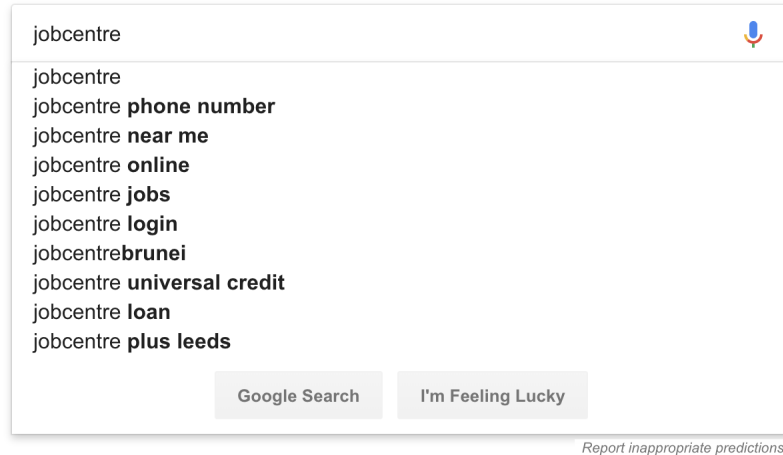 jobcentre
jobcentre
jobcentre phone number
jobcentre near me
jobcentre online
jobcentre jobs
jobcentre login
jobcentrebrunei
jobcentre universal credit
jobcentre loan
jobcentre plus leeds
Google Search I'm Feeling Lucky
Report inappropriate predictions